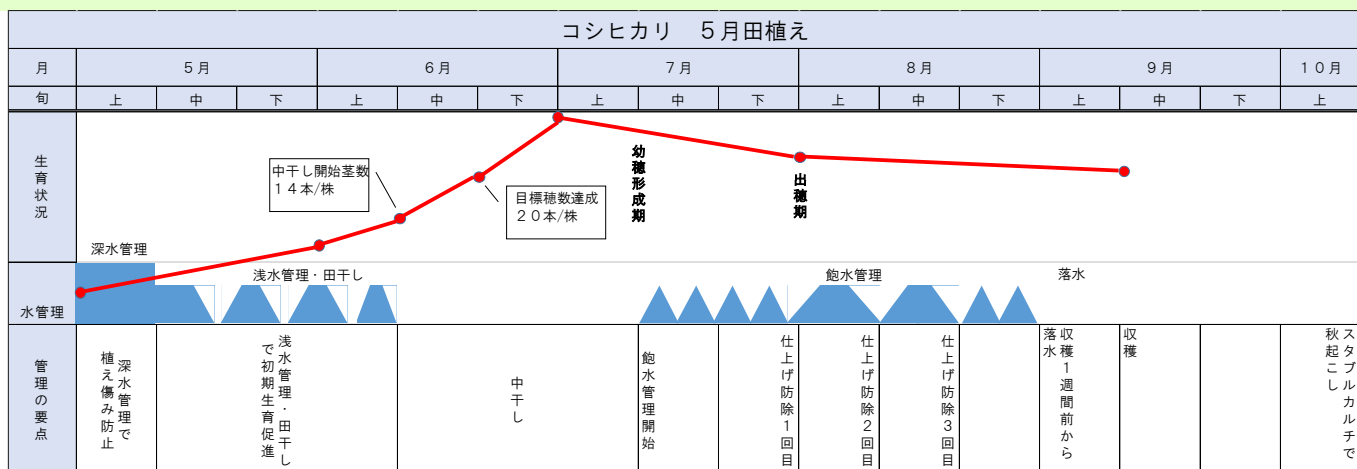 コシヒカリ　５月田植え
月
５月
６月
７月
８月
９月
１０月
旬
上
中
下
上
中
下
上
中
下
上
中
下
上
中
下
上
生育状況
中干し開始茎数
１４本/株
目標穂数達成
２０本/株
幼穂形成期
出穂期
深水管理
水管理
浅水管理・田干し
飽水管理
落水
管理の要点
深水管理で
植え傷み防止
浅水管理・田干し
で初期生育促進
中干し
飽水管理開始
仕上げ防除１回目
仕上げ防除２回目
仕上げ防除３回目
収穫１週間前から
落水
収穫
スタブルカルチで
秋起こし